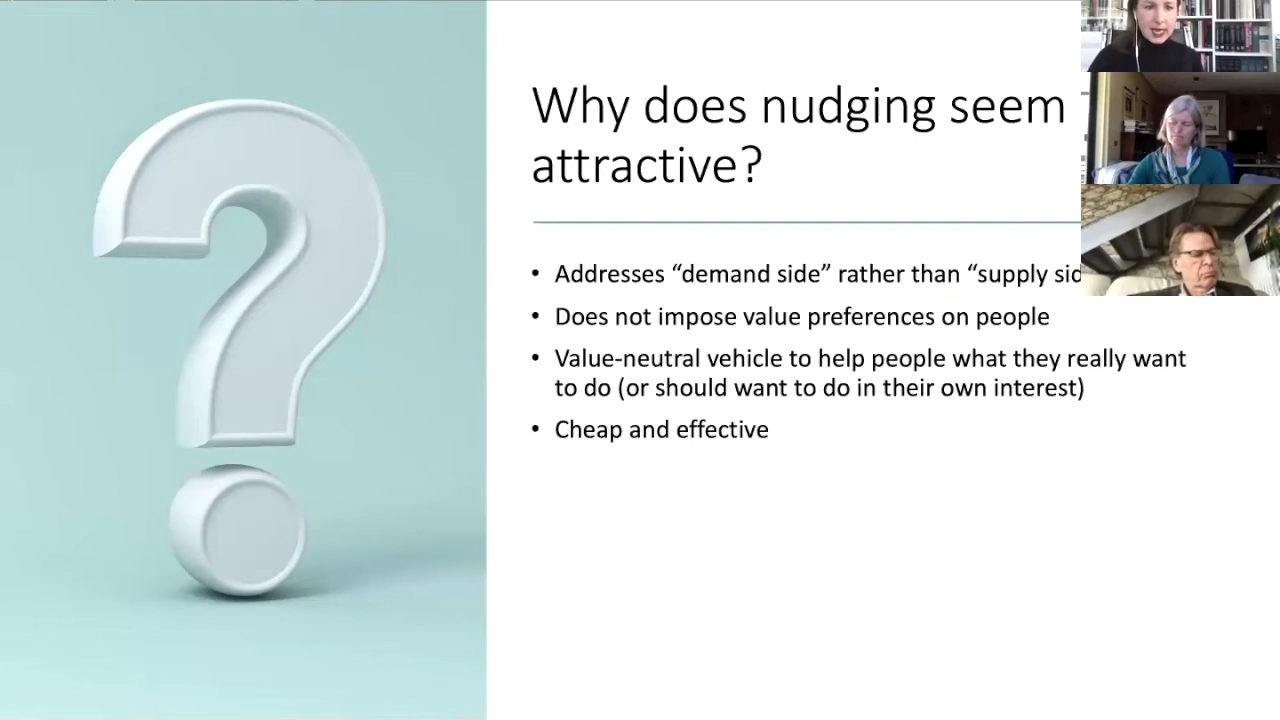 Why does nudging seem
attractive?
• Addresses “demand side” rather than “supply
• Does not impose value preferences on people
• Value-neutral vehicle to help people what they really want
to do (or should want to do in their own interest)
• Cheap and effective